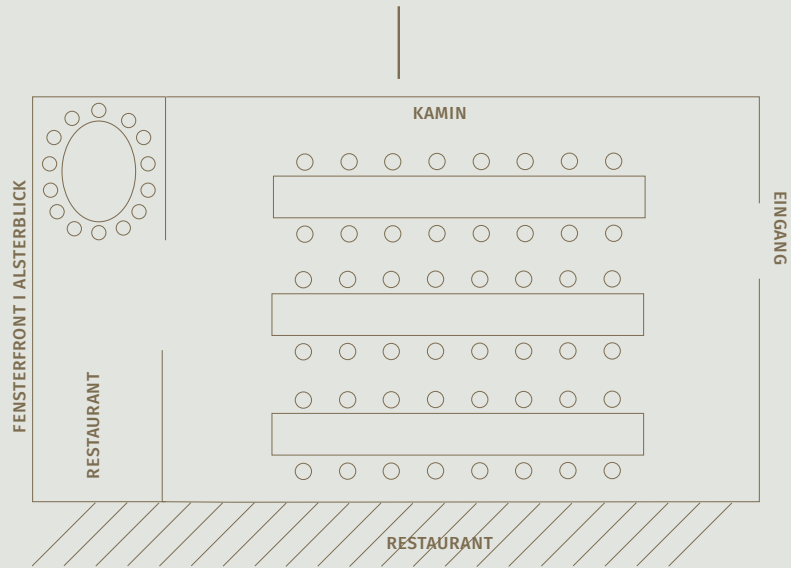 KAMIN
FENSTERFRONT I ALSTERBLICK
EINGANG
RESTAURANT
RESTAURANT